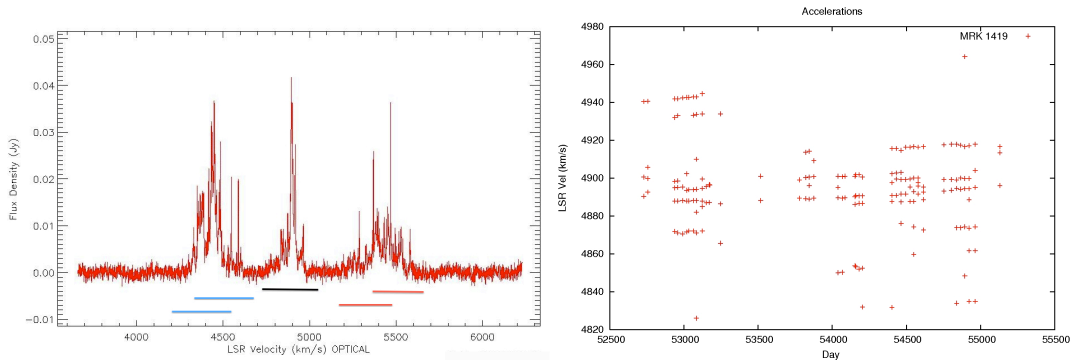 0.05
0.04
0.03
0.02
0.01
0.00
−0.01
Flux Density (Jy)
4000 4500 5000 5500 6000
LSR Velocity (km/s) OPTICAL
Accelerations
MRK 1419
4980
4960
4940
4920
4900
4880
4860
4840
4820
LSR Vel (km/s)
52500 53000 53500 54000 54500 55000 55500
Day